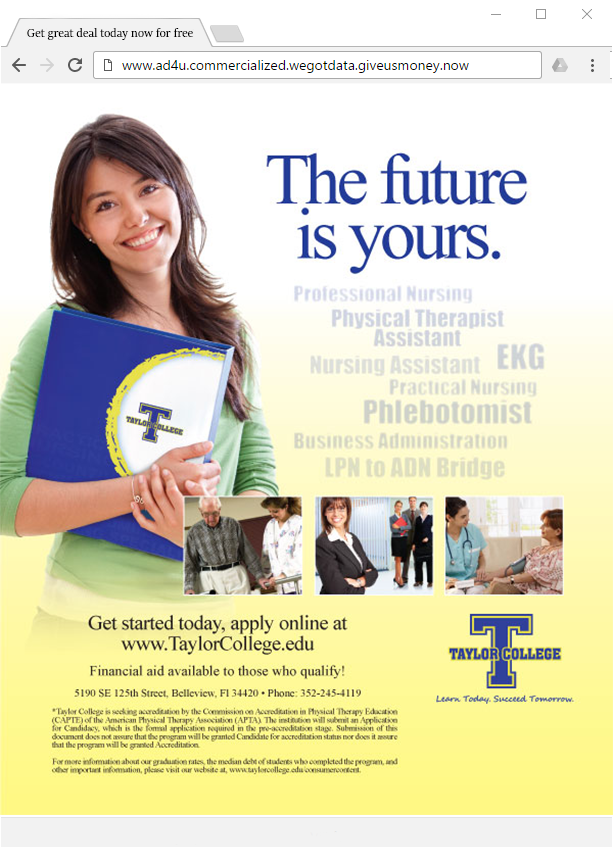 Get great deal today now for free
www.ad4u.commercialized.wegotdata.giveusmoney.now
The future
is yours.
Professional Nursing
Physical Therapist
Assistant
Nursing Assistant
EKG
Practical Nursing
Phlebotomist
Business Administration
LPN to ADN Bridge
T
TAYLOR COLLEGE
Get started today, apply online at
www.TaylorCollege.edu
Financial aid available to those who qualify!
5190 SE 125th Street, Belleview, Fl 34420 • Phone: 352-245-4119
T
TAYLOR COLLEGE
Learn Today. Succeed Tomorrow.
*Taylor College is seeking accreditation by the Commission on Accreditation in Physical Therapy Education
(CAPTE) of the American Physical Therapy Association (APTA). The institution will submit an Application
for Candidacy, which is the formal application required in the pre-accreditation stage. Submission of this
document does not assure that the program will be granted Candidate for accreditation status nor does it assure
that the program will be granted Accreditation.
For more information about our graduation rates, the median debt of students who completed the program, and
other important information, please visit our website at, www.taylorcollege.edu/consumercontent.